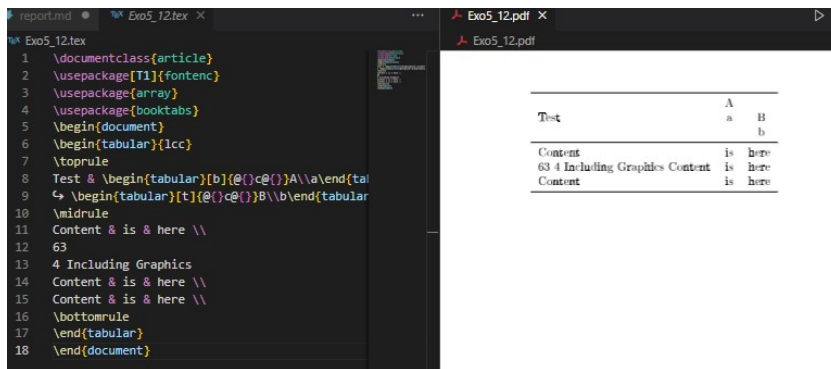 report.md ● Exo5_12.tex × ··· Exo5_12.pdf ×
Exo5_12.tex Exo5_12.pdf
1 \documentclass{article}
2 \usepackage[T1]{fontenc}
3 \usepackage{array}
4 \usepackage{booktabs}
5 \begin{document}
6 \begin{tabular}{lcc}
7 \toprule
8 Test & \begin{tabular}[b]{@{}c@{}}A\\a\end{tal
9 ↪ \begin{tabular}[t]{@{}c@{}}B\\b\end{tabular
10 \midrule
11 Content & is & here \\
12 63
13 4 Including Graphics
14 Content & is & here \\
15 Content & is & here \\
16 \bottomrule
17 \end{tabular}
18 \end{document}
A
Test a B
b
Content is here
63 4 Including Graphics Content is here
Content is here